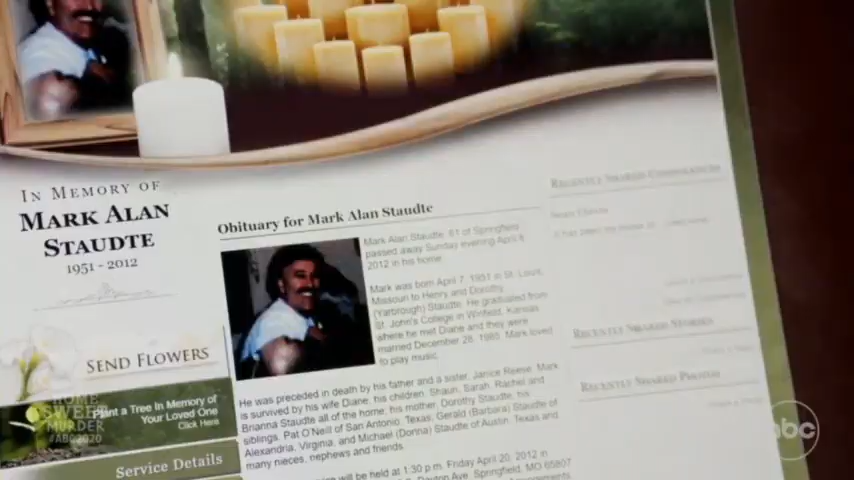 IN MEMORY OF
MARK ALAN
STAUDTE
1951 - 2012
SEND FLOWERS
Plant a Tree In Memory of
Your Loved One
Click Here
Service Details
HOME
SWEET
MURDER
#ABC2020
Obituary for Mark Alan Staudte
Mark Alan Staudte, 61 of Springfield
passed away Sunday evening April 8,
2012 in his home.
Mark was born April 7, 1951 in St. Louis,
Missouri to Henry and Dorothy
(Yarbrough) Staudte. He graduated from
St. John's College in Winfield, Kansas
where he met Diane and they were
married December 28, 1985. Mark loved
to play music.
He was preceded in death by his father and a sister, Janice Reese. Mark
is survived by his wife Diane; his children, Shaun, Sarah, Rachel and
Brianna Staudte all of the home; his mother, Dorothy Staudte, his
siblings, Pat O'Neill of San Antonio, Texas, Gerald (Barbara) Staudte of
Alexandria, Virginia, and Michael (Donna) Staudte of Austin, Texas and
many nieces, nephews and friends.
will be held at 1:30 p.m. Friday April 20, 2012 in
Ave. Springfield, MO 65807
RECENTLY SHARED CONDOLENCES
RECENTLY SHARED STORIES
RECENTLY SHARED PHOTOS
abc